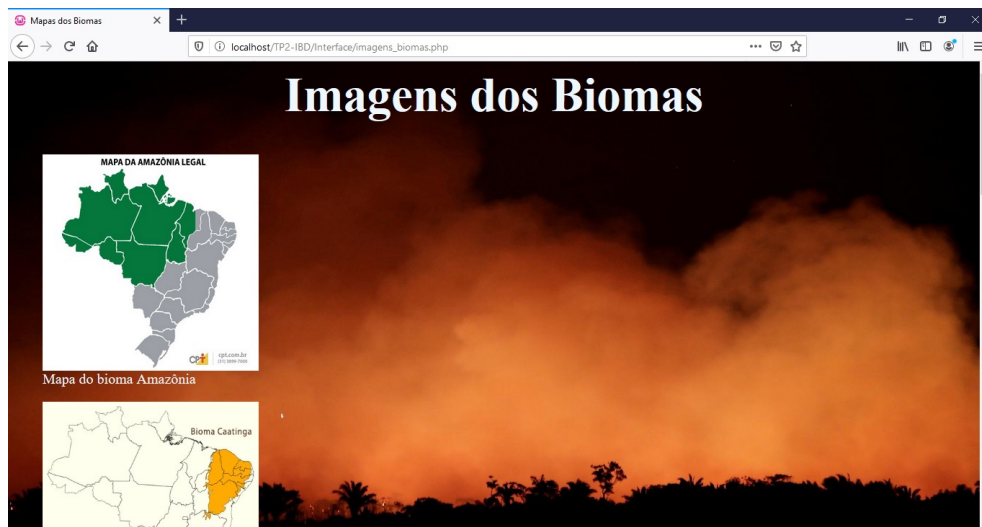 Mapas dos Biomas
localhost/TP2-IBD/Interface/imagens_biomas.php
Imagens dos Biomas
MAPA DA AMAZÔNIA LEGAL
CPT
cpt.com.br
Mapa do bioma Amazônia
Bioma Caatinga